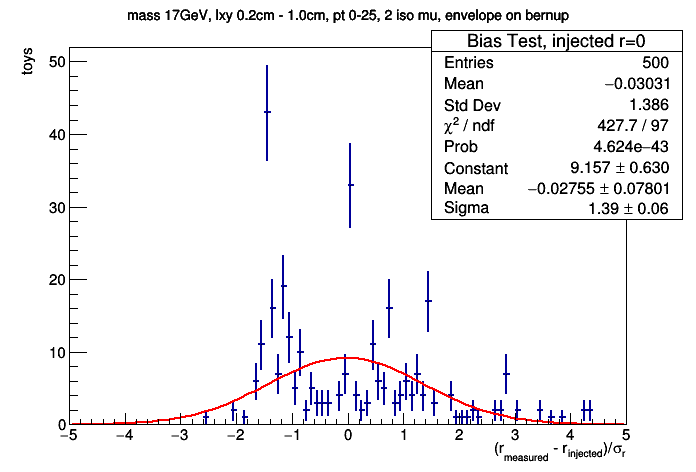 mass 17GeV, lxy 0.2cm - 1.0cm, pt 0-25, 2 iso mu, envelope on bernup
Bias Test, injected r=0
Entries 500
Mean −0.03031
Std Dev 1.386
χ² / ndf 427.7 / 97
Prob 4.624e−43
Constant 9.157 ± 0.630
Mean −0.02755 ± 0.07801
Sigma 1.39 ± 0.06
toys
50
40
30
20
10
0
−5 −4 −3 −2 −1 0 1 2 3 4 5
(r_measured - r_injected)/σ_r